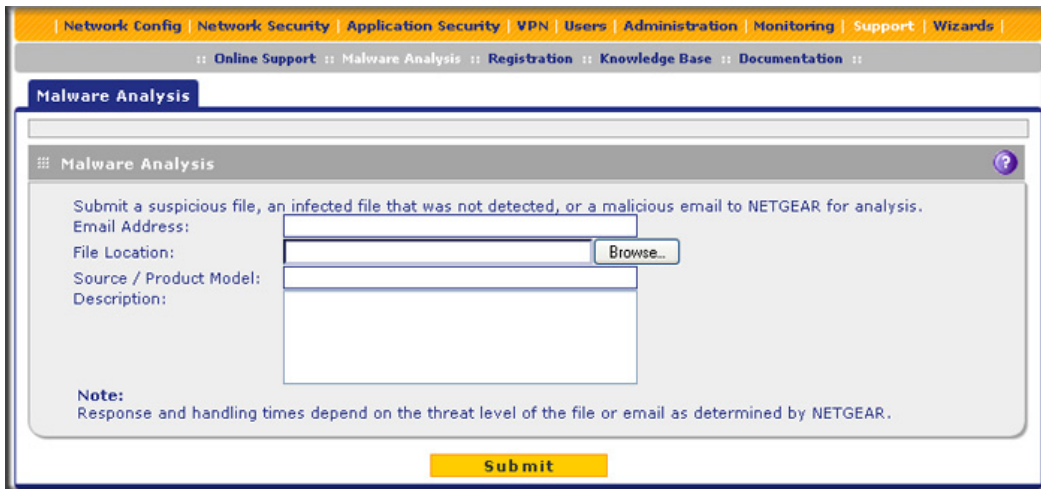 | Network Config | Network Security | Application Security | VPN | Users | Administration | Monitoring | Support | Wizards |
:: Online Support :: Malware Analysis :: Registration :: Knowledge Base :: Documentation ::
Malware Analysis
Malware Analysis
?
Submit a suspicious file, an infected file that was not detected, or a malicious email to NETGEAR for analysis.
Email Address:
File Location:
Browse...
Source / Product Model:
Description:
Note:
Response and handling times depend on the threat level of the file or email as determined by NETGEAR.
Submit